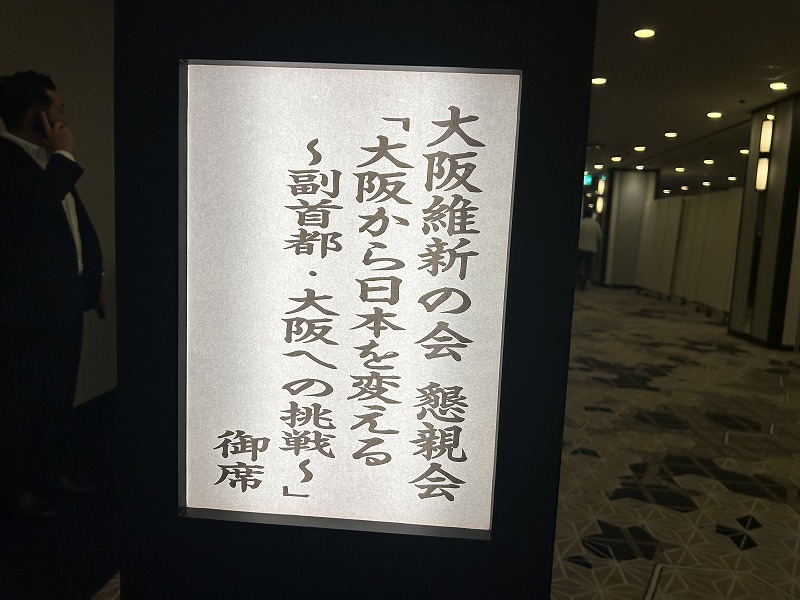 大阪維新の会 懇親会
「大阪から日本を変える
～副首都・大阪への挑戦～」
御席